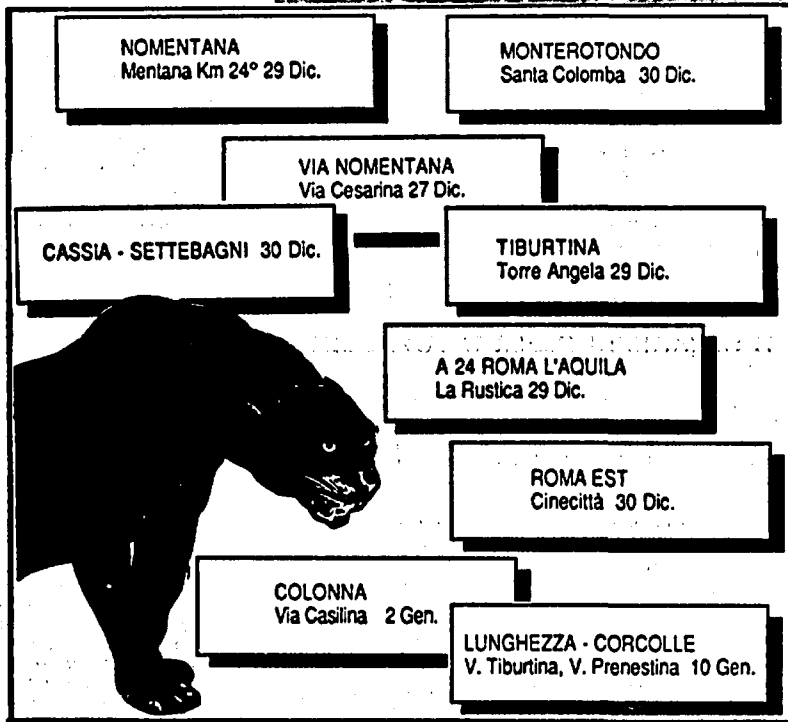 NOMENTANA
Mentana Km 24° 29 Dic.
MONTEROTONDO
Santa Colomba 30 Dic.
VIA NOMENTANA
Via Cesarina 27 Dic.
CASSIA - SETTEBAGNI 30 Dic.
TIBURTINA
Torre Angela 29 Dic.
A 24 ROMA L'AQUILA
La Rustica 29 Dic.
ROMA EST
Cinecittà 30 Dic.
COLONNA
Via Casilina 2 Gen.
LUNGHEZZA - CORCOLLE
V. Tiburtina, V. Prenestina 10 Gen.